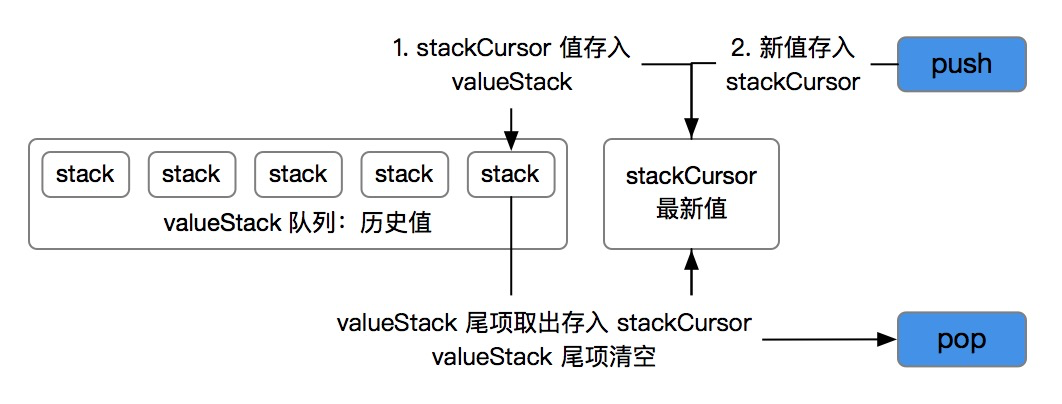 1. stackCursor 值存入
valueStack
2. 新值存入
stackCursor
push
stack
stack
stack
stack
stack
valueStack 队列：历史值
stackCursor
最新值
valueStack 尾项取出存入 stackCursor
valueStack 尾项清空
pop